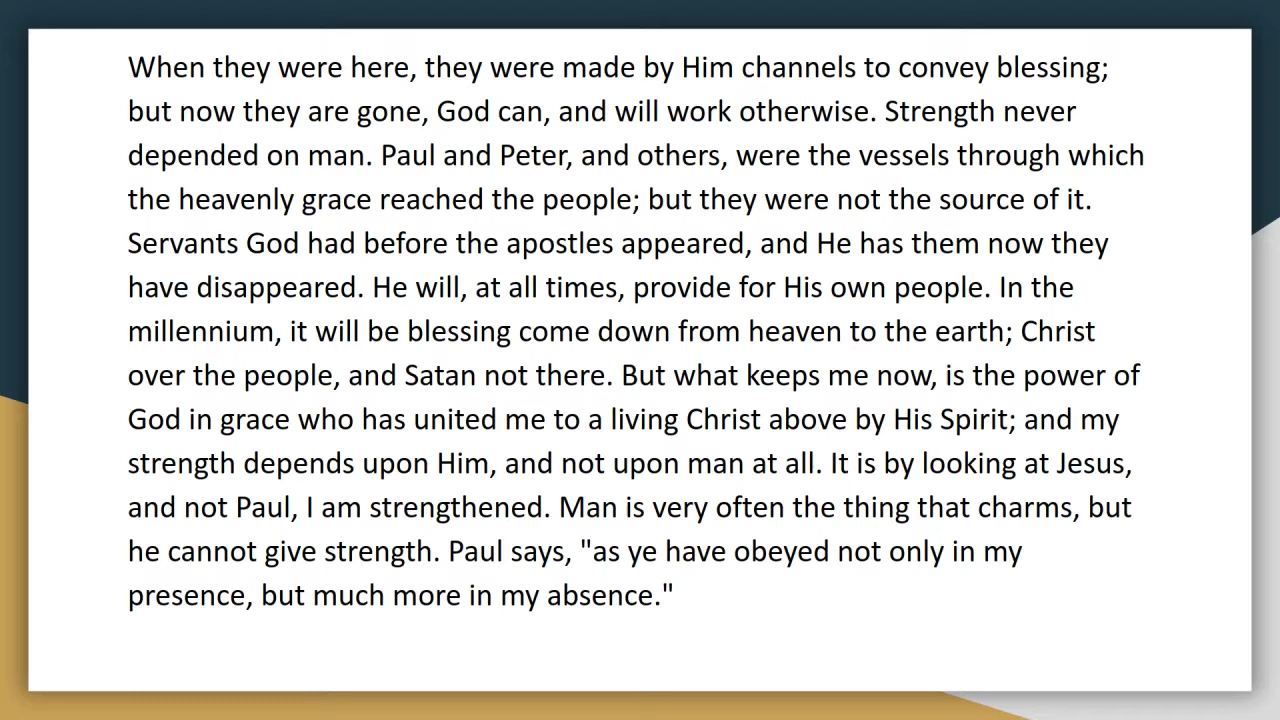 When they were here, they were made by Him channels to convey blessing;
but now they are gone, God can, and will work otherwise. Strength never
depended on man. Paul and Peter, and others, were the vessels through which
the heavenly grace reached the people; but they were not the source of it.
Servants God had before the apostles appeared, and He has them now they
have disappeared. He will, at all times, provide for His own people. In the
millennium, it will be blessing come down from heaven to the earth; Christ
over the people, and Satan not there. But what keeps me now, is the power of
God in grace who has united me to a living Christ above by His Spirit; and my
strength depends upon Him, and not upon man at all. It is by looking at Jesus,
and not Paul, I am strengthened. Man is very often the thing that charms, but
he cannot give strength. Paul says, "as ye have obeyed not only in my
presence, but much more in my absence."